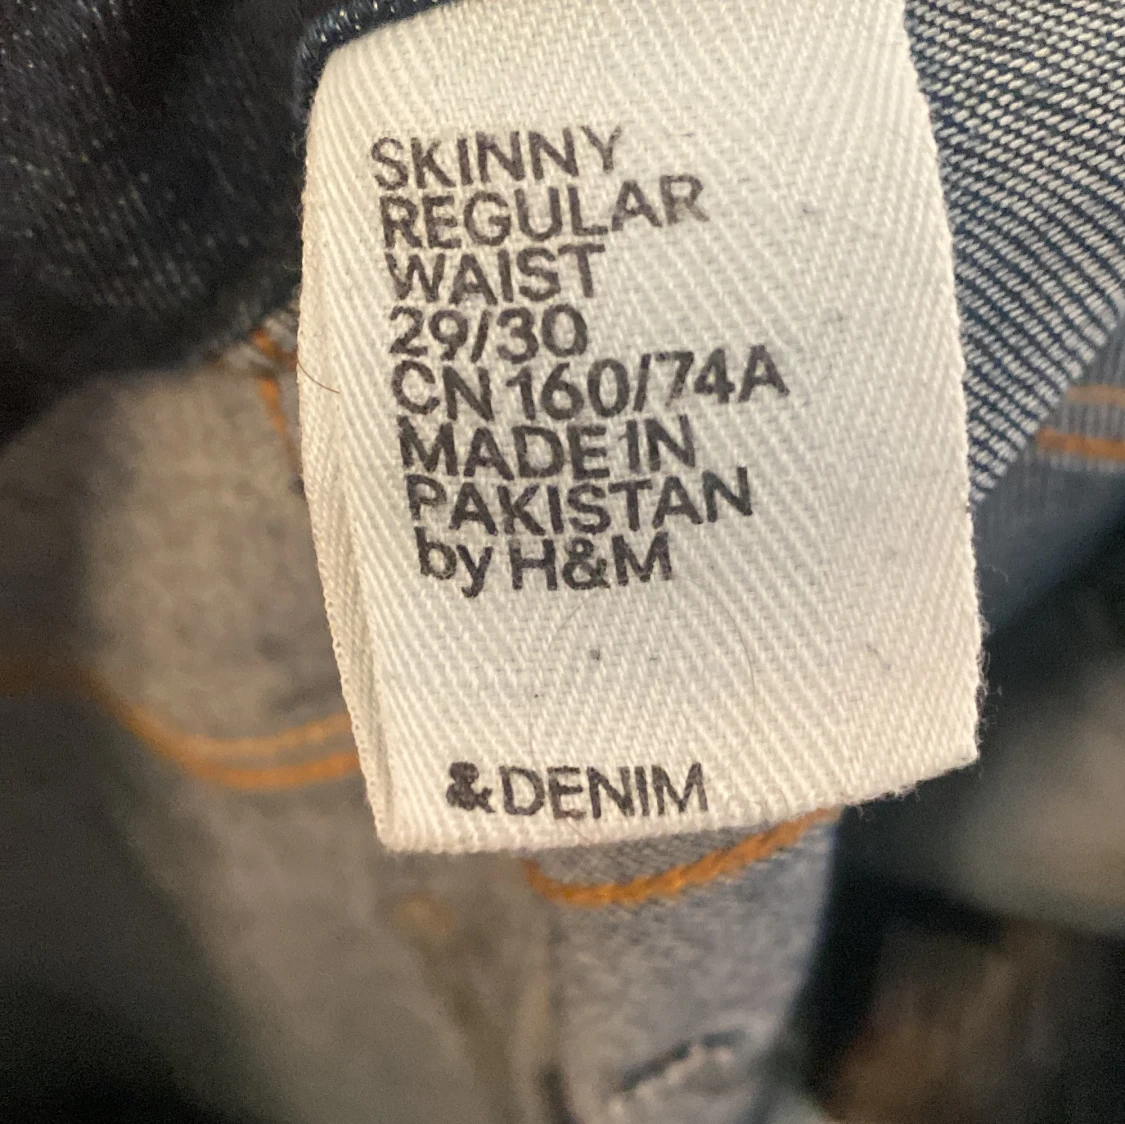 SKINNY
REGULAR
WAIST
29/30
CN 160/74A
MADE IN
PAKISTAN
by H&M
&DENIM